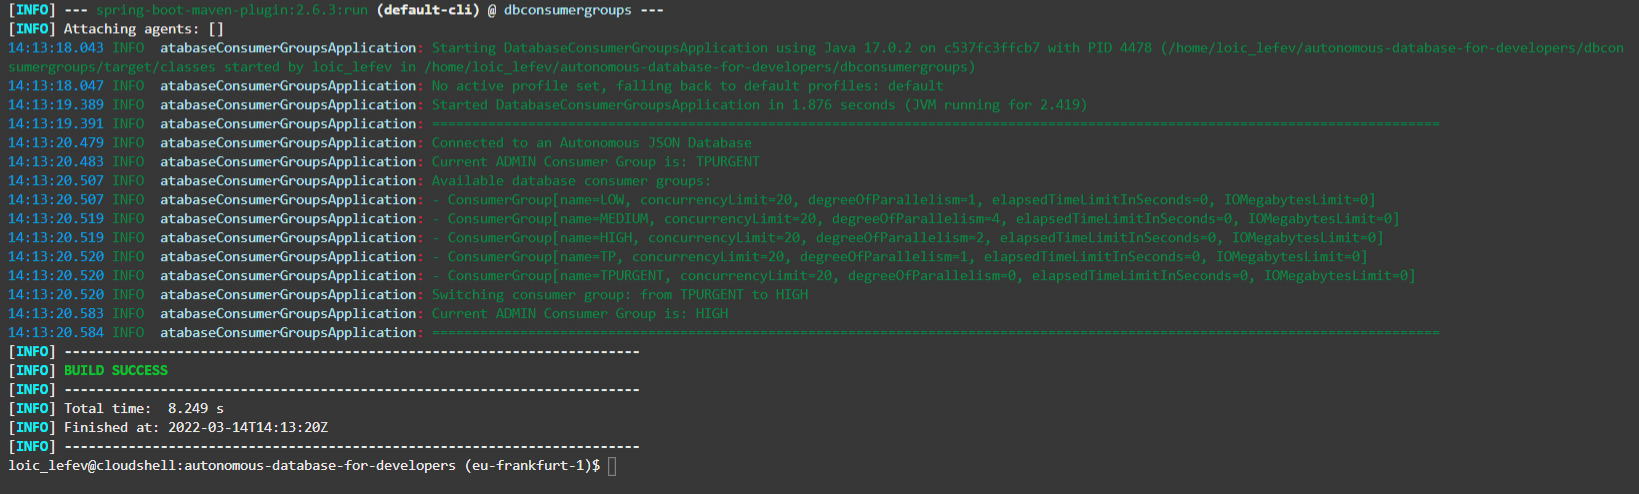 [INFO] --- spring-boot-maven-plugin:2.6.3:run (default-cli) @ dbconsumergroups ---
[INFO] Attaching agents: []
14:13:18.043 INFO  atabaseConsumerGroupsApplication: Starting DatabaseConsumerGroupsApplication using Java 17.0.2 on c537fc3ffcb7 with PID 4478 (/home/loic_lefev/autonomous-database-for-developers/dbcon
sumergroups/target/classes started by loic_lefev in /home/loic_lefev/autonomous-database-for-developers/dbconsumergroups)
14:13:18.047 INFO  atabaseConsumerGroupsApplication: No active profile set, falling back to default profiles: default
14:13:19.389 INFO  atabaseConsumerGroupsApplication: Started DatabaseConsumerGroupsApplication in 1.876 seconds (JVM running for 2.419)
14:13:19.391 INFO  atabaseConsumerGroupsApplication: ==============================================================================================================================
14:13:20.479 INFO  atabaseConsumerGroupsApplication: Connected to an Autonomous JSON Database
14:13:20.483 INFO  atabaseConsumerGroupsApplication: Current ADMIN Consumer Group is: TPURGENT
14:13:20.507 INFO  atabaseConsumerGroupsApplication: Available database consumer groups:
14:13:20.507 INFO  atabaseConsumerGroupsApplication: - ConsumerGroup[name=LOW, concurrencyLimit=20, degreeOfParallelism=1, elapsedTimeLimitInSeconds=0, IOMegabytesLimit=0]
14:13:20.519 INFO  atabaseConsumerGroupsApplication: - ConsumerGroup[name=MEDIUM, concurrencyLimit=20, degreeOfParallelism=4, elapsedTimeLimitInSeconds=0, IOMegabytesLimit=0]
14:13:20.519 INFO  atabaseConsumerGroupsApplication: - ConsumerGroup[name=HIGH, concurrencyLimit=20, degreeOfParallelism=2, elapsedTimeLimitInSeconds=0, IOMegabytesLimit=0]
14:13:20.520 INFO  atabaseConsumerGroupsApplication: - ConsumerGroup[name=TP, concurrencyLimit=20, degreeOfParallelism=1, elapsedTimeLimitInSeconds=0, IOMegabytesLimit=0]
14:13:20.520 INFO  atabaseConsumerGroupsApplication: - ConsumerGroup[name=TPURGENT, concurrencyLimit=20, degreeOfParallelism=0, elapsedTimeLimitInSeconds=0, IOMegabytesLimit=0]
14:13:20.520 INFO  atabaseConsumerGroupsApplication: Switching consumer group: from TPURGENT to HIGH
14:13:20.583 INFO  atabaseConsumerGroupsApplication: Current ADMIN Consumer Group is: HIGH
14:13:20.584 INFO  atabaseConsumerGroupsApplication: ==============================================================================================================================
[INFO] ------------------------------------------------------------------------
[INFO] BUILD SUCCESS
[INFO] ------------------------------------------------------------------------
[INFO] Total time:  8.249 s
[INFO] Finished at: 2022-03-14T14:13:20Z
[INFO] ------------------------------------------------------------------------
loic_lefev@cloudshell:autonomous-database-for-developers (eu-frankfurt-1)$